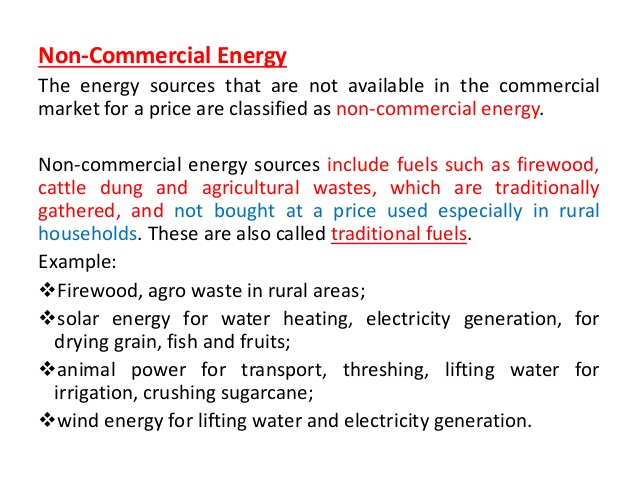 Non-Commercial Energy
The energy sources that are not available in the commercial
market for a price are classified as non-commercial energy.
Non-commercial energy sources include fuels such as firewood,
cattle dung and agricultural wastes, which are traditionally
gathered, and not bought at a price used especially in rural
households. These are also called traditional fuels.
Example:
❖Firewood, agro waste in rural areas;
❖solar energy for water heating, electricity generation, for
drying grain, fish and fruits;
❖animal power for transport, threshing, lifting water for
irrigation, crushing sugarcane;
❖wind energy for lifting water and electricity generation.